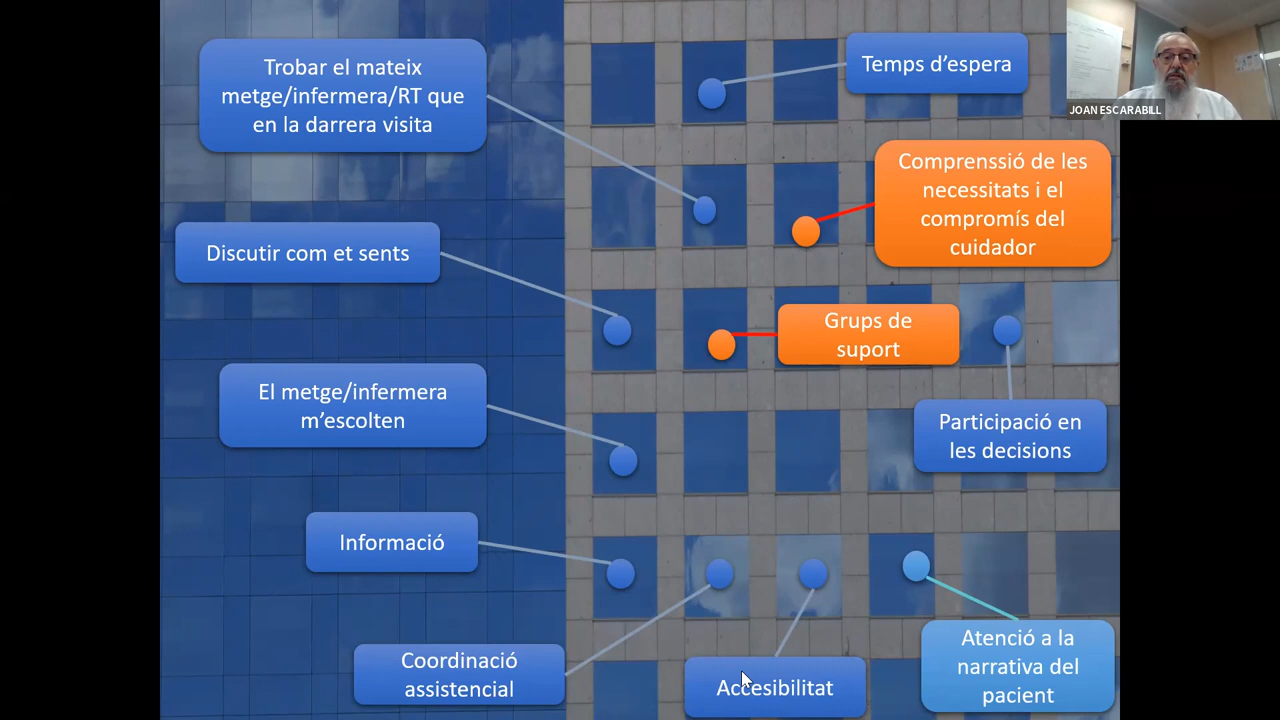 Trobar el mateix
metge/infermera/RT que
en la darrera visita
Temps d’espera
JOAN ESCARABILL
Comprenssió de les
necessitats i el
compromís del
cuidador
Discutir com et sents
Grups de
suport
El metge/infermera
m’escolten
Participació en
les decisions
Informació
Coordinació
assistencial
Accesibilitat
Atenció a la
narrativa del
pacient